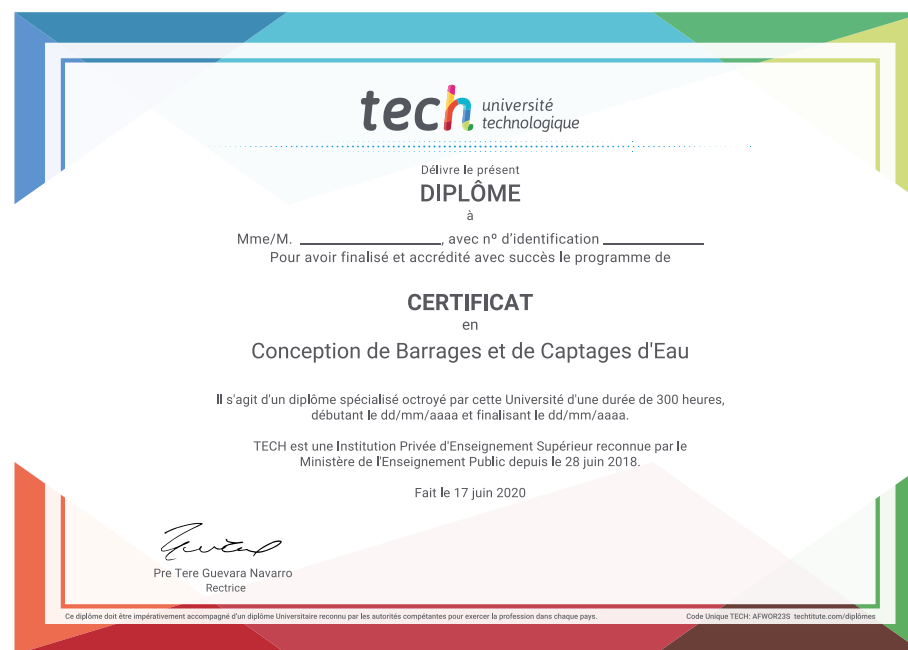 tech université
technologique
Délivre le présent
DIPLÔME
à
Mme/M. ____________________, avec nº d'identification ______________
Pour avoir finalisé et accrédité avec succès le programme de
CERTIFICAT
en
Conception de Barrages et de Captages d'Eau
Il s'agit d'un diplôme spécialisé octroyé par cette Université d'une durée de 300 heures,
débutant le dd/mm/aaaa et finalisant le dd/mm/aaaa.
TECH est une Institution Privée d'Enseignement Supérieur reconnue par le
Ministère de l'Enseignement Public depuis le 28 juin 2018.
Fait le 17 juin 2020
Pre Tere Guevara Navarro
Rectrice
Ce diplôme doit être impérativement accompagné d'un diplôme Universitaire reconnu par les autorités compétentes pour exercer la profession dans chaque pays.
Code Unique TECH: AFWOR23S techtitute.com/diplômes